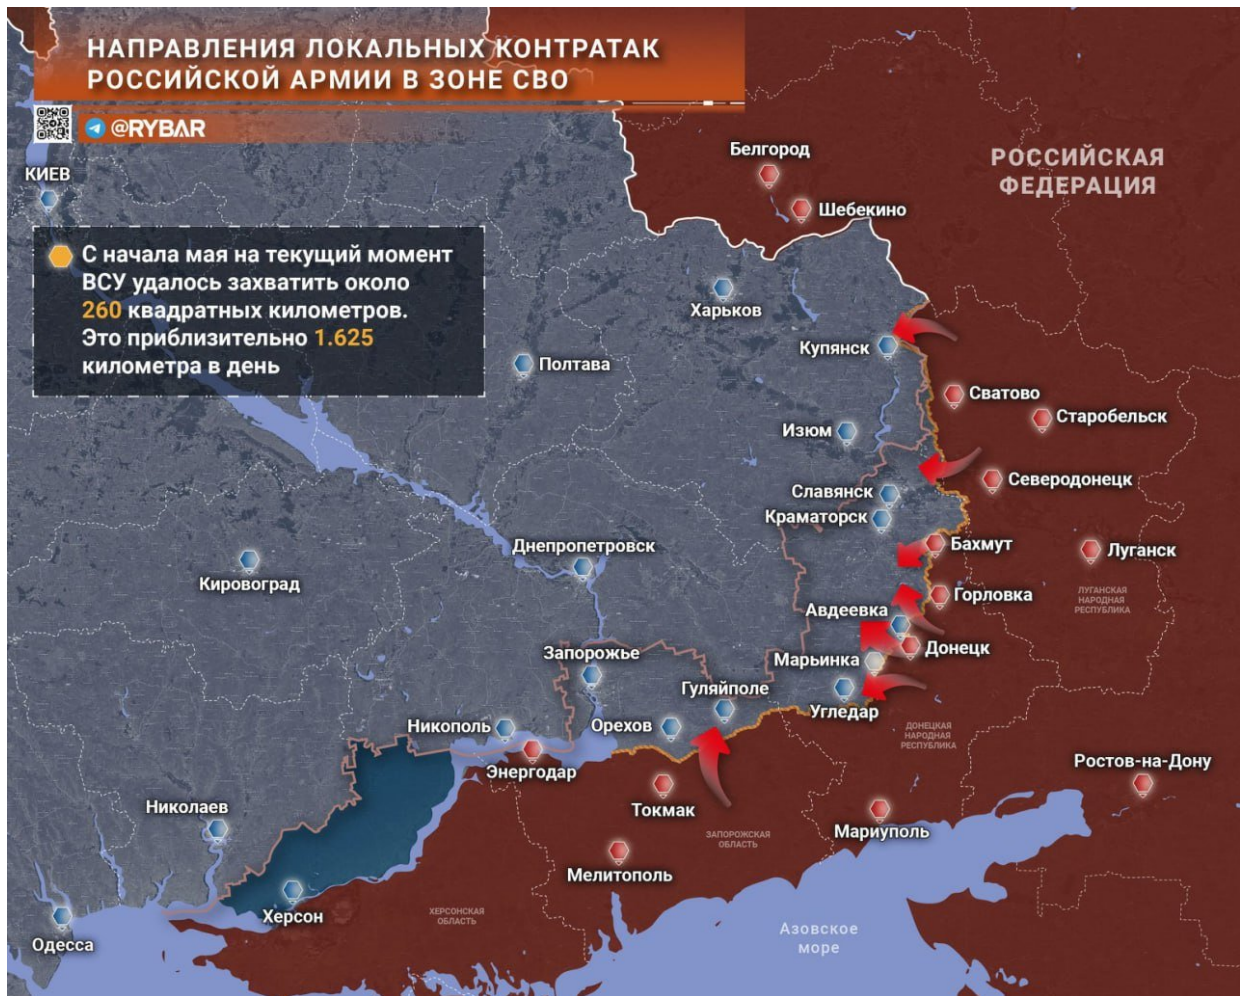 НАПРАВЛЕНИЯ ЛОКАЛЬНЫХ КОНТРАТАК
РОССИЙСКОЙ АРМИИ В ЗОНЕ СВО
@RYBAR
Белгород
РОССИЙСКАЯ
ФЕДЕРАЦИЯ
КИЕВ
Шебекино
С начала мая на текущий момент
ВСУ удалось захватить около
260 квадратных километров.
Это приблизительно 1.625
километра в день
Харьков
Купянск
Полтава
Сватово
Старобельск
Изюм
Северодонецк
Славянск
Краматорск
Бахмут
Днепропетровск
Луганск
Кировоград
Горловка
ЛУГАНСКАЯ
НАРОДНАЯ
РЕСПУБЛИКА
Авдеевка
Донецк
Запорожье
Марьинка
Гуляйполе
Угледар
Никополь
Орехов
ДОНЕЦКАЯ
НАРОДНАЯ
РЕСПУБЛИКА
Энергодар
Ростов-на-Дону
Николаев
Токмак
Мариуполь
ЗАПОРОЖСКАЯ
ОБЛАСТЬ
Мелитополь
Херсон
ХЕРСОНСКАЯ
ОБЛАСТЬ
Азовское
море
Одесса